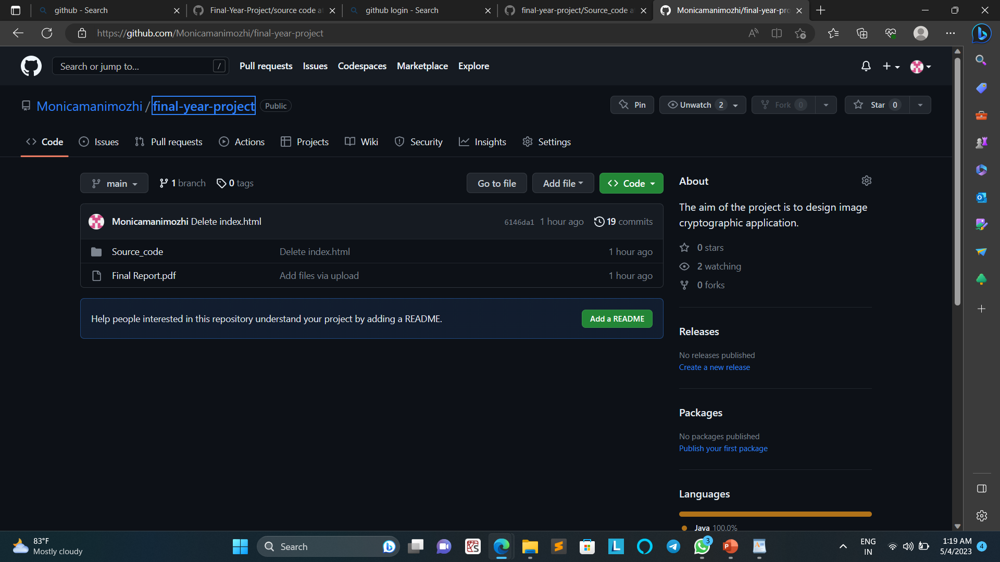 github - Search
Final-Year-Project/source code a
github login - Search
final-year-project/Source_code a
Monicamanimozhi/final-year-pro
https://github.com/Monicamanimozhi/final-year-project
Search or jump to... /
Pull requests Issues Codespaces Marketplace Explore
Monicamanimozhi / final-year-project Public
Pin Unwatch 2 Fork 0 Star 0
Code Issues Pull requests Actions Projects Wiki Security Insights Settings
main 1 branch 0 tags Go to file Add file Code
Monicamanimozhi Delete index.html 6146da1 1 hour ago 19 commits
Source_code Delete index.html 1 hour ago
Final Report.pdf Add files via upload 1 hour ago
Help people interested in this repository understand your project by adding a README. Add a README
About
The aim of the project is to design image
cryptographic application.
0 stars
2 watching
0 forks
Releases
No releases published
Create a new release
Packages
No packages published
Publish your first package
Languages
Java 100.0%
83°F
Mostly cloudy
Search
3
ENG
IN
1:19 AM
5/4/2023
4